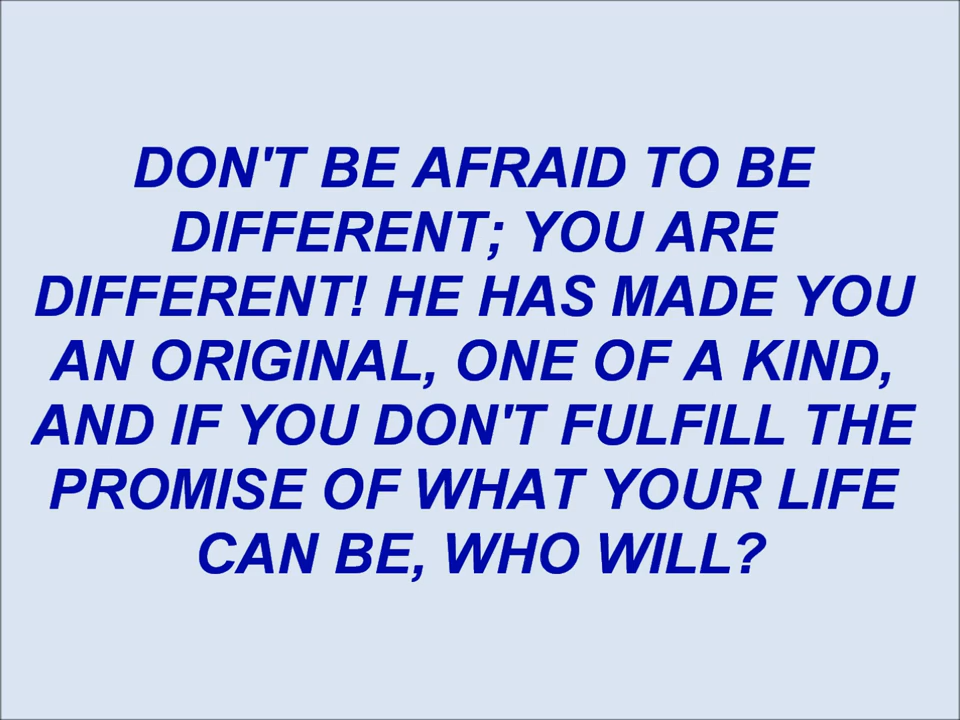 DON'T BE AFRAID TO BE
DIFFERENT; YOU ARE
DIFFERENT! HE HAS MADE YOU
AN ORIGINAL, ONE OF A KIND,
AND IF YOU DON'T FULFILL THE
PROMISE OF WHAT YOUR LIFE
CAN BE, WHO WILL?